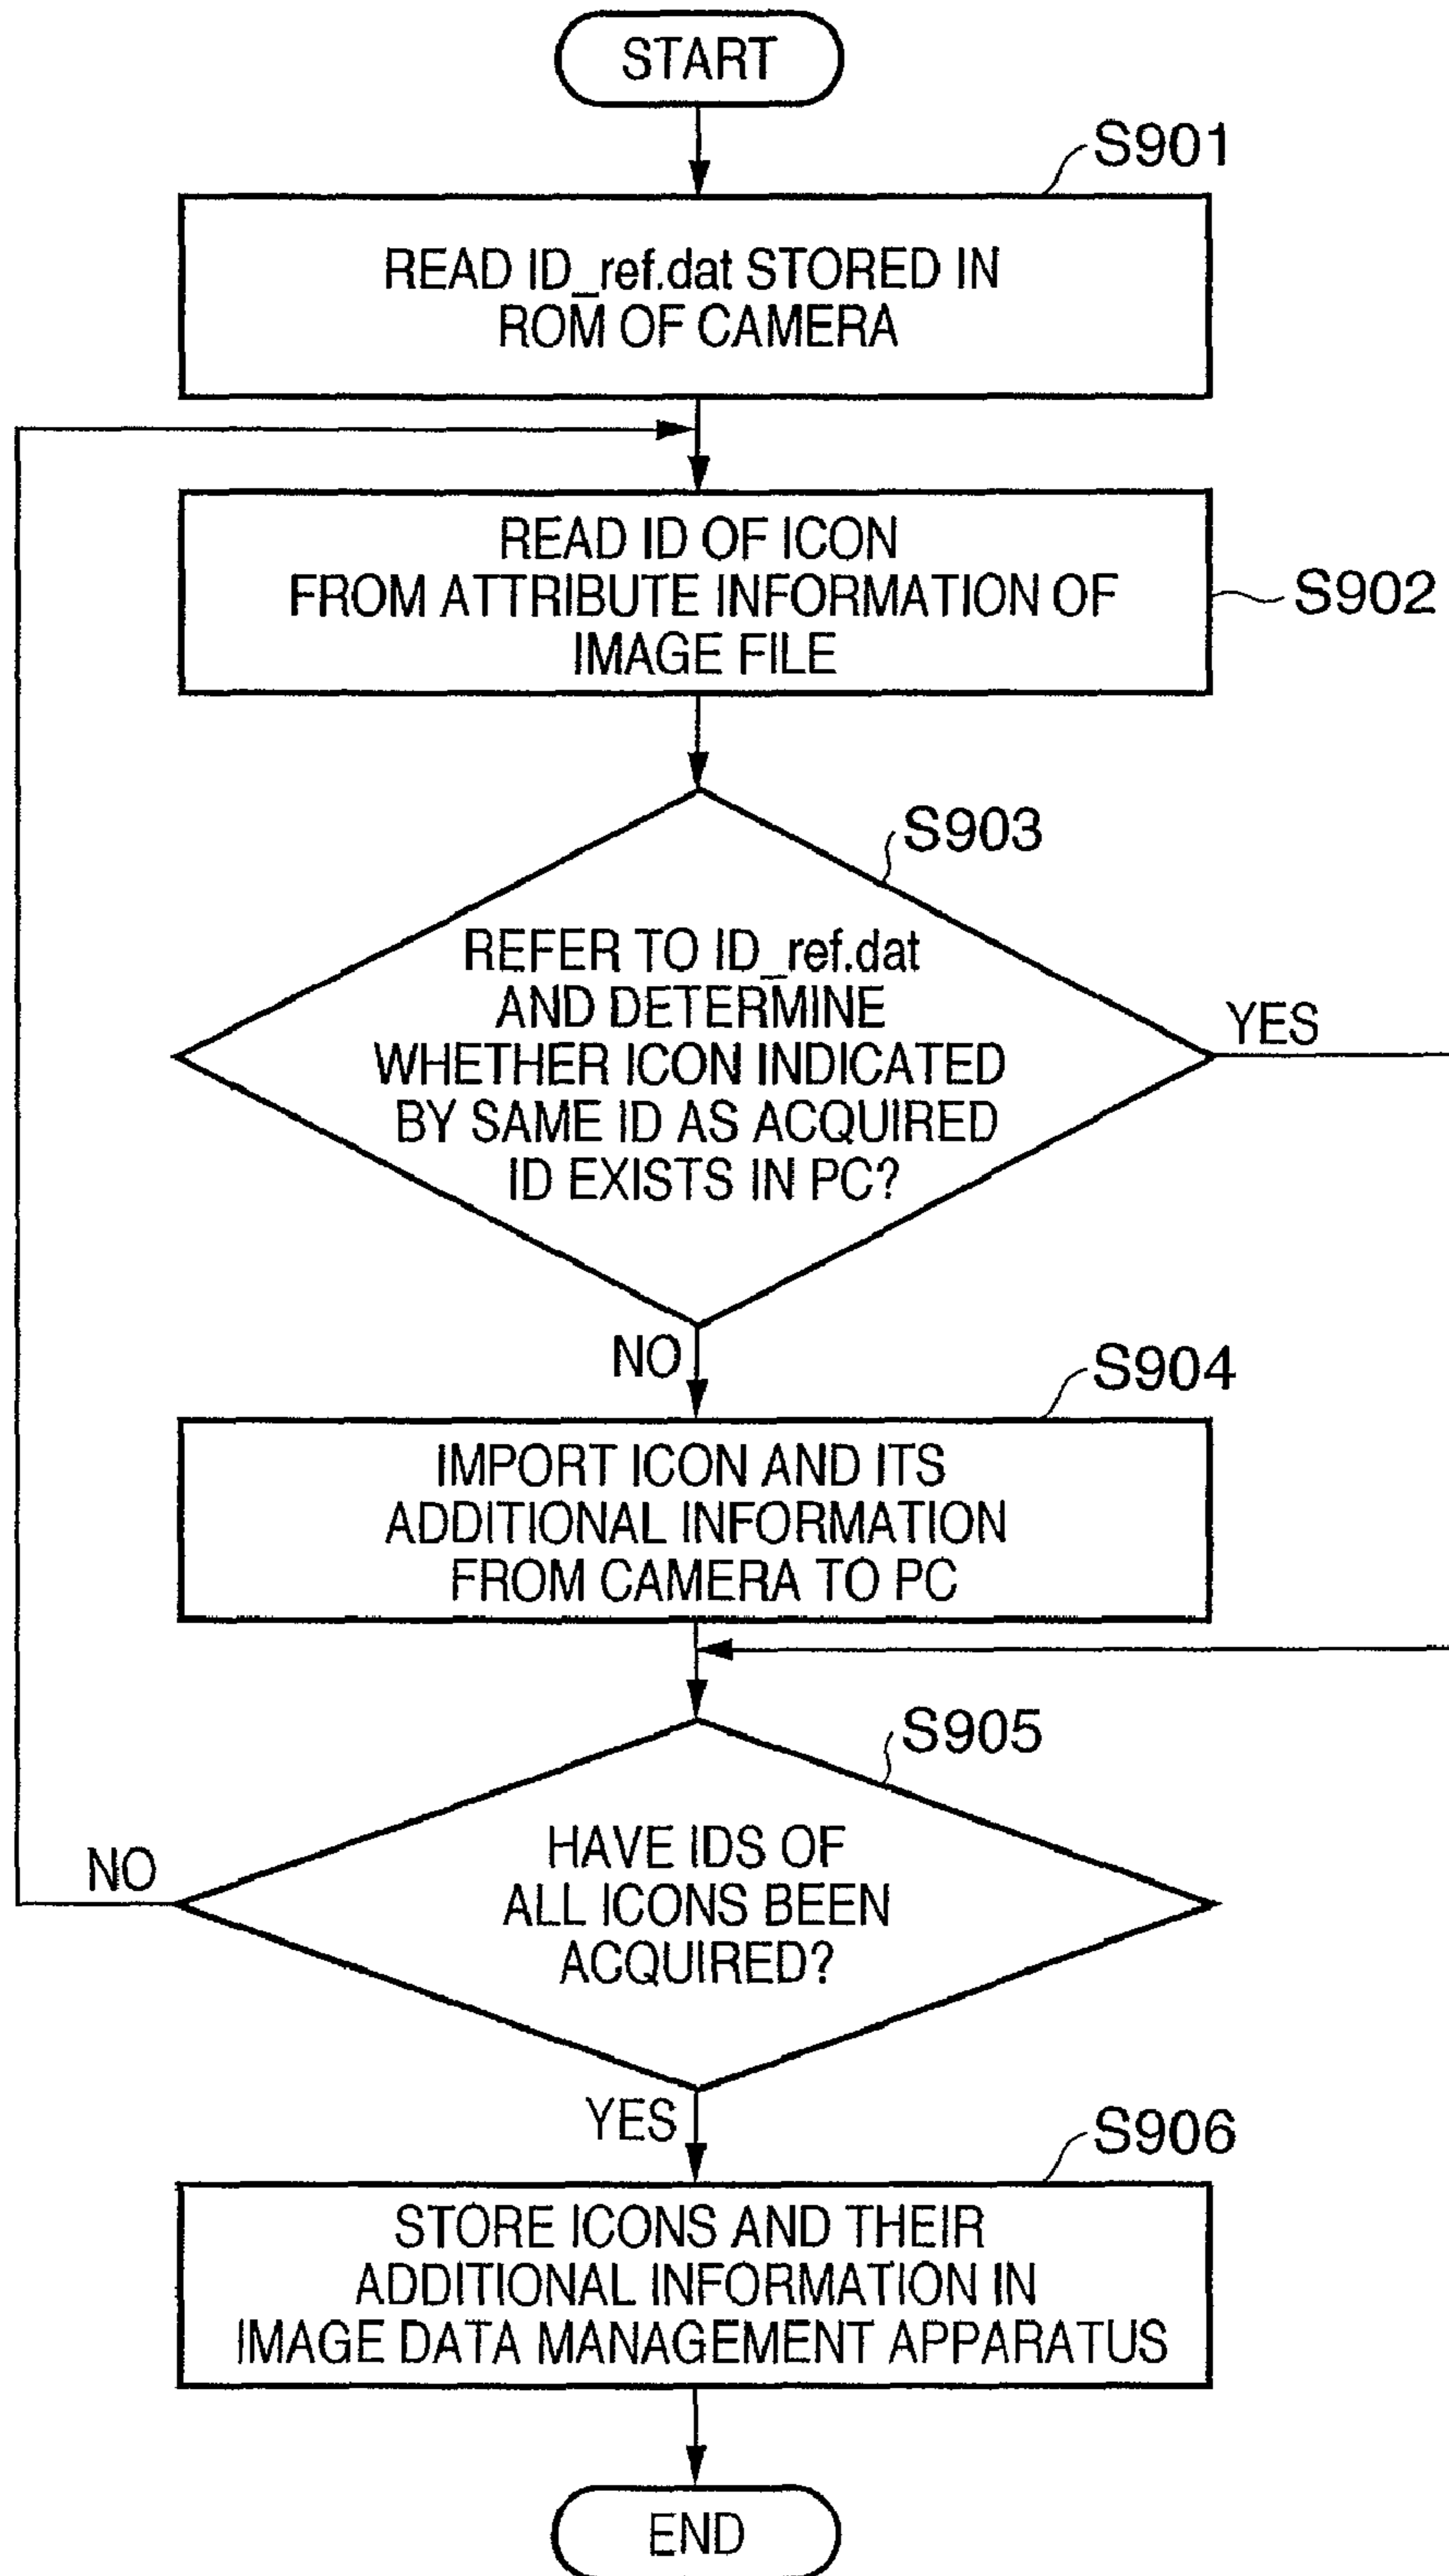 START
S901
READ ID_ref.dat STORED IN
ROM OF CAMERA
READ ID OF ICON
FROM ATTRIBUTE INFORMATION OF
IMAGE FILE
S902
S903
REFER TO ID_ref.dat
AND DETERMINE
WHETHER ICON INDICATED
BY SAME ID AS ACQUIRED
ID EXISTS IN PC?
YES
NO
S904
IMPORT ICON AND ITS
ADDITIONAL INFORMATION
FROM CAMERA TO PC
S905
HAVE IDS OF
ALL ICONS BEEN
ACQUIRED?
NO
YES
S906
STORE ICONS AND THEIR
ADDITIONAL INFORMATION IN
IMAGE DATA MANAGEMENT APPARATUS
END